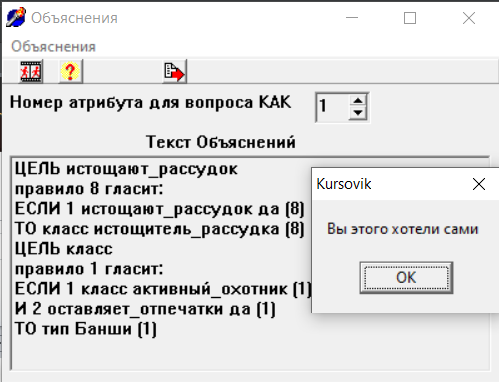 Объяснения
Объяснения
Номер атрибута для вопроса КАК 1
Текст Объяснений
ЦЕЛЬ истощают_рассудок
правило 8 гласит:
ЕСЛИ 1 истощают_рассудок да (8)
ТО класс истощитель_рассудка (8)
ЦЕЛЬ класс
правило 1 гласит:
ЕСЛИ 1 класс активный_охотник (1)
И 2 оставляет_отпечатки да (1)
ТО тип Банши (1)
Kursovik
Вы этого хотели сами
OK